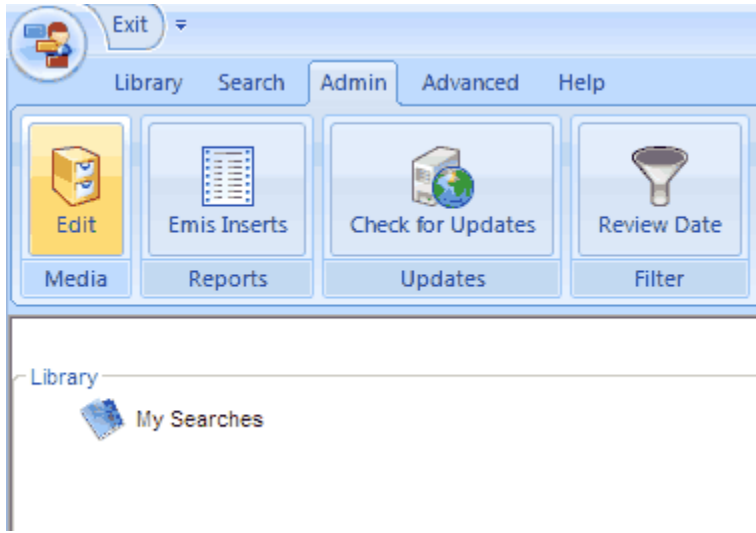 Exit
Library Search Admin Advanced Help
Edit Emis Inserts Check for Updates Review Date
Media Reports Updates Filter
Library
My Searches